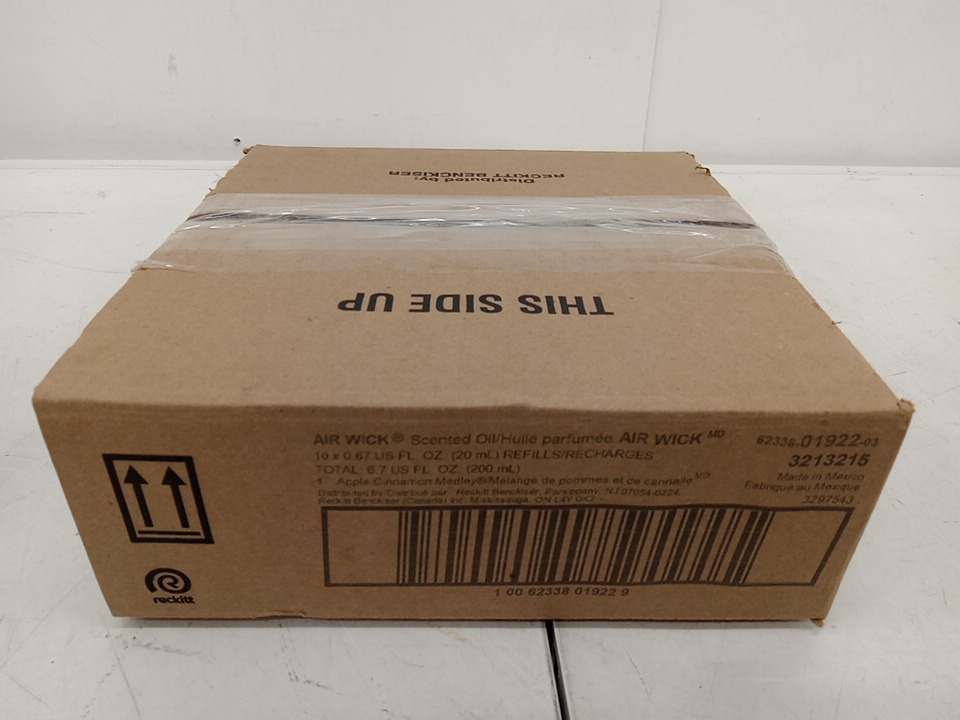 Distributed by:
RECKITT BENCKISER
THIS SIDE UP
AIR WICK® Scented Oil/Huile parfumée AIR WICK MD
10 x 0.67 US FL. OZ. (20 mL) REFILLS/RECHARGES
TOTAL 6.7 US FL. OZ. (200 mL)
1 Apple Cinnamon Medley®/Mélange de pommes et de cannelle MD
Distributed by/Distribué par : Reckitt Benckiser, Parsippany, NJ 07054-0224.
Reckitt Benckiser (Canada) Inc. Mississauga, ON L4Y
62338-01922-03
3213215
Made in Mexico
Fabriqué au Mexique
3297543
reckitt
1 00 62338 01922 9